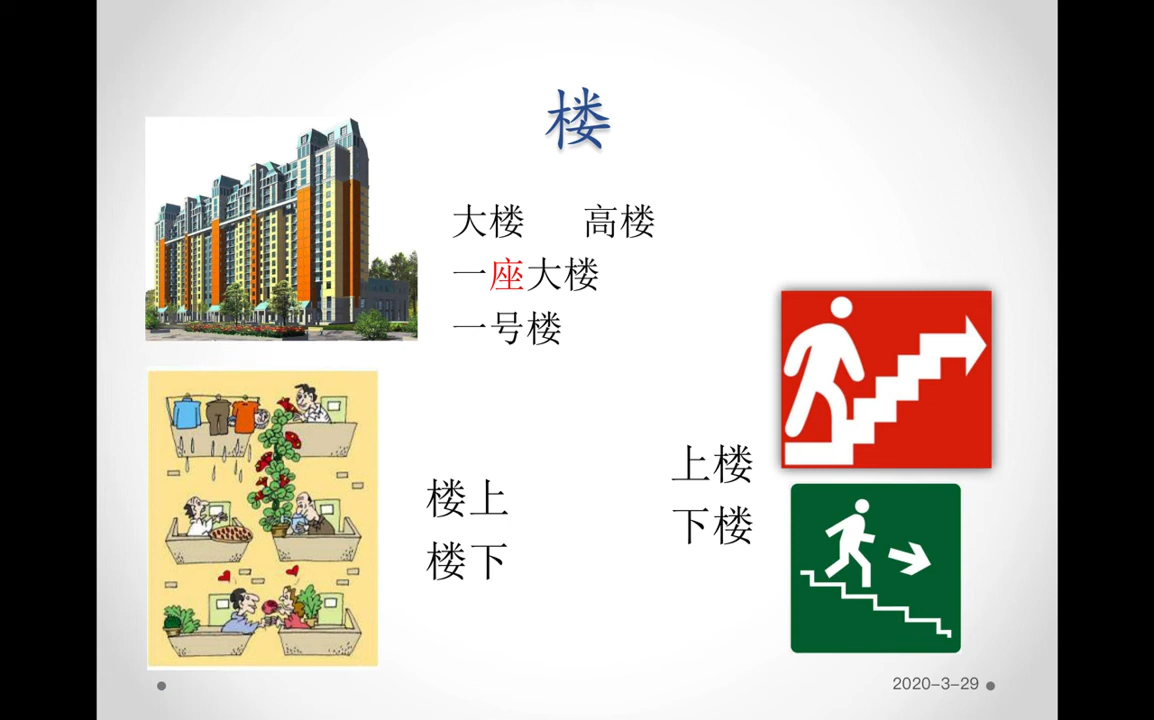 楼
大楼 高楼
一座大楼
一号楼
楼上
楼下
上楼
下楼
2020-3-29